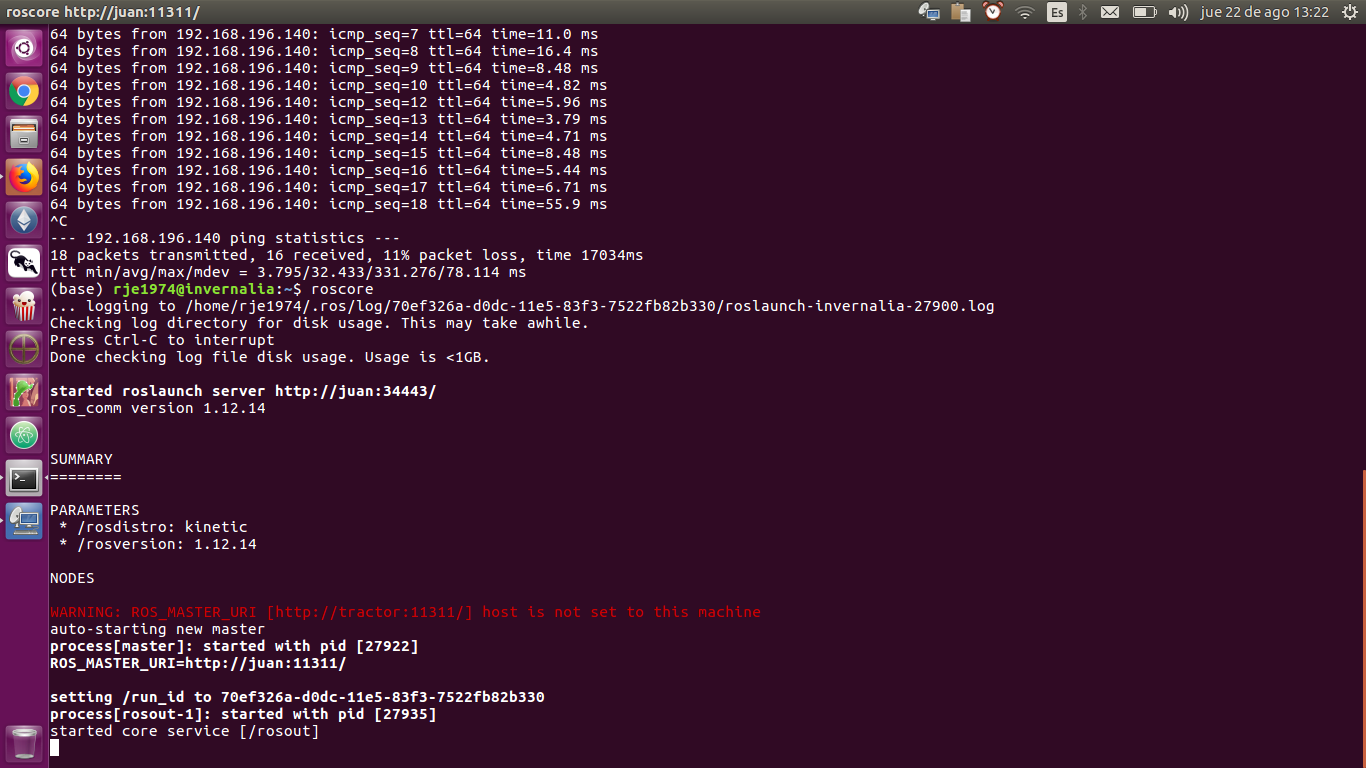 roscore http://juan:11311/
Es
jue 22 de ago 13:22
64 bytes from 192.168.196.140: icmp_seq=7 ttl=64 time=11.0 ms
64 bytes from 192.168.196.140: icmp_seq=8 ttl=64 time=16.4 ms
64 bytes from 192.168.196.140: icmp_seq=9 ttl=64 time=8.48 ms
64 bytes from 192.168.196.140: icmp_seq=10 ttl=64 time=4.82 ms
64 bytes from 192.168.196.140: icmp_seq=12 ttl=64 time=5.96 ms
64 bytes from 192.168.196.140: icmp_seq=13 ttl=64 time=3.79 ms
64 bytes from 192.168.196.140: icmp_seq=14 ttl=64 time=4.71 ms
64 bytes from 192.168.196.140: icmp_seq=15 ttl=64 time=8.48 ms
64 bytes from 192.168.196.140: icmp_seq=16 ttl=64 time=5.44 ms
64 bytes from 192.168.196.140: icmp_seq=17 ttl=64 time=6.71 ms
64 bytes from 192.168.196.140: icmp_seq=18 ttl=64 time=55.9 ms
^C
--- 192.168.196.140 ping statistics ---
18 packets transmitted, 16 received, 11% packet loss, time 17034ms
rtt min/avg/max/mdev = 3.795/32.433/331.276/78.114 ms
(base) rje1974@invernalia:~$ roscore
... logging to /home/rje1974/.ros/log/70ef326a-d0dc-11e5-83f3-7522fb82b330/roslaunch-invernalia-27900.log
Checking log directory for disk usage. This may take awhile.
Press Ctrl-C to interrupt
Done checking log file disk usage. Usage is <1GB.
started roslaunch server http://juan:34443/
ros_comm version 1.12.14
SUMMARY
========
PARAMETERS
* /rosdistro: kinetic
* /rosversion: 1.12.14
NODES
WARNING: ROS_MASTER_URI [http://tractor:11311/] host is not set to this machine
auto-starting new master
process[master]: started with pid [27922]
ROS_MASTER_URI=http://juan:11311/
setting /run_id to 70ef326a-d0dc-11e5-83f3-7522fb82b330
process[rosout-1]: started with pid [27935]
started core service [/rosout]